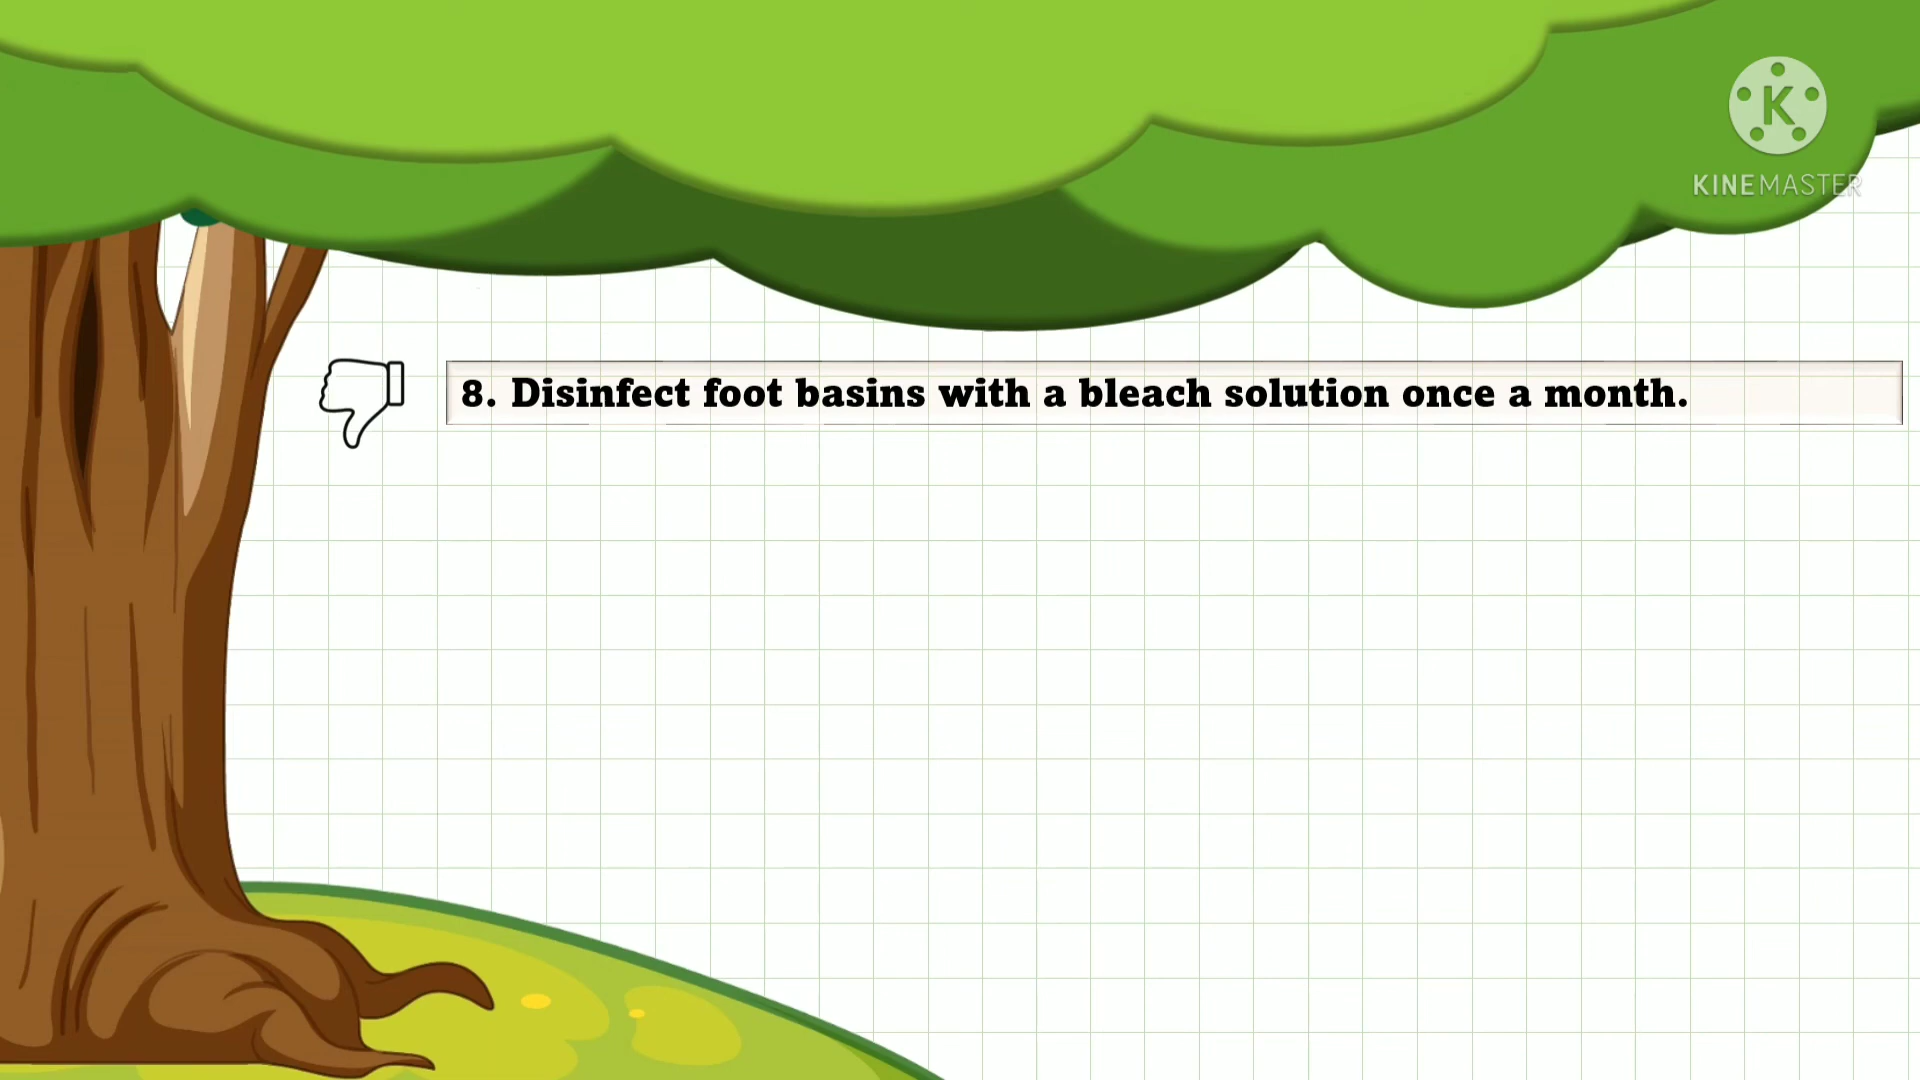 K
KINEMASTER
8. Disinfect foot basins with a bleach solution once a month.